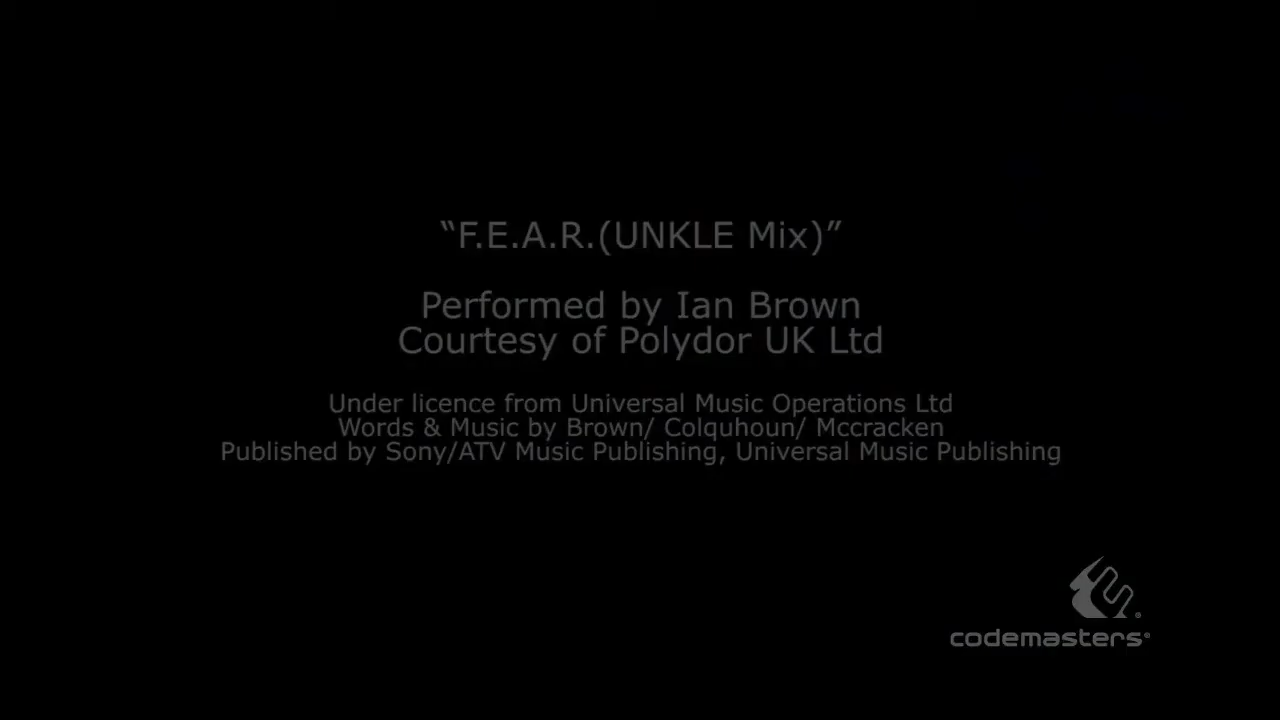 “F.E.A.R.(UNKLE Mix)”
Performed by Ian Brown
Courtesy of Polydor UK Ltd
Under licence from Universal Music Operations Ltd
Words & Music by Brown/ Colquhoun/ Mccracken
Published by Sony/ATV Music Publishing, Universal Music Publishing
codemasters®